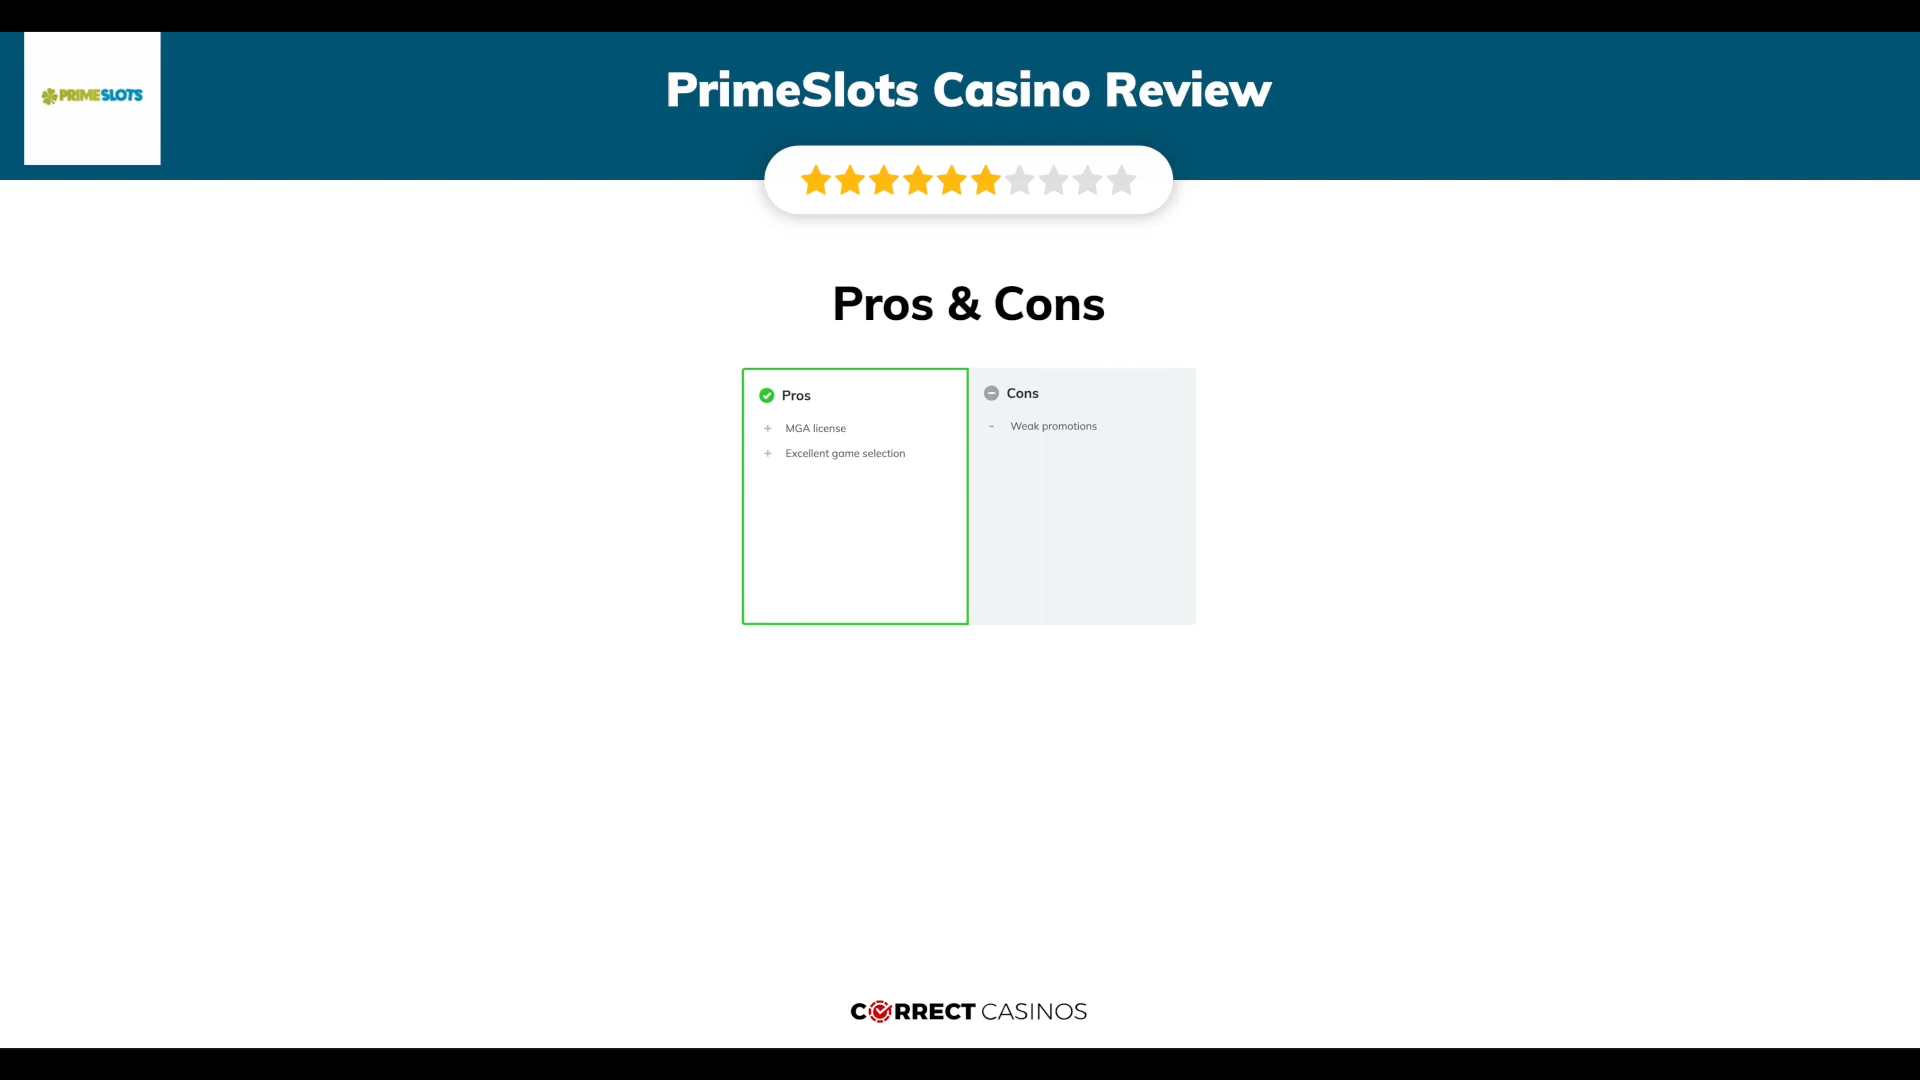 PRIMESLOTS
PrimeSlots Casino Review
Pros & Cons
Pros
+ MGA license
+ Excellent game selection
Cons
- Weak promotions
CORRECT CASINOS